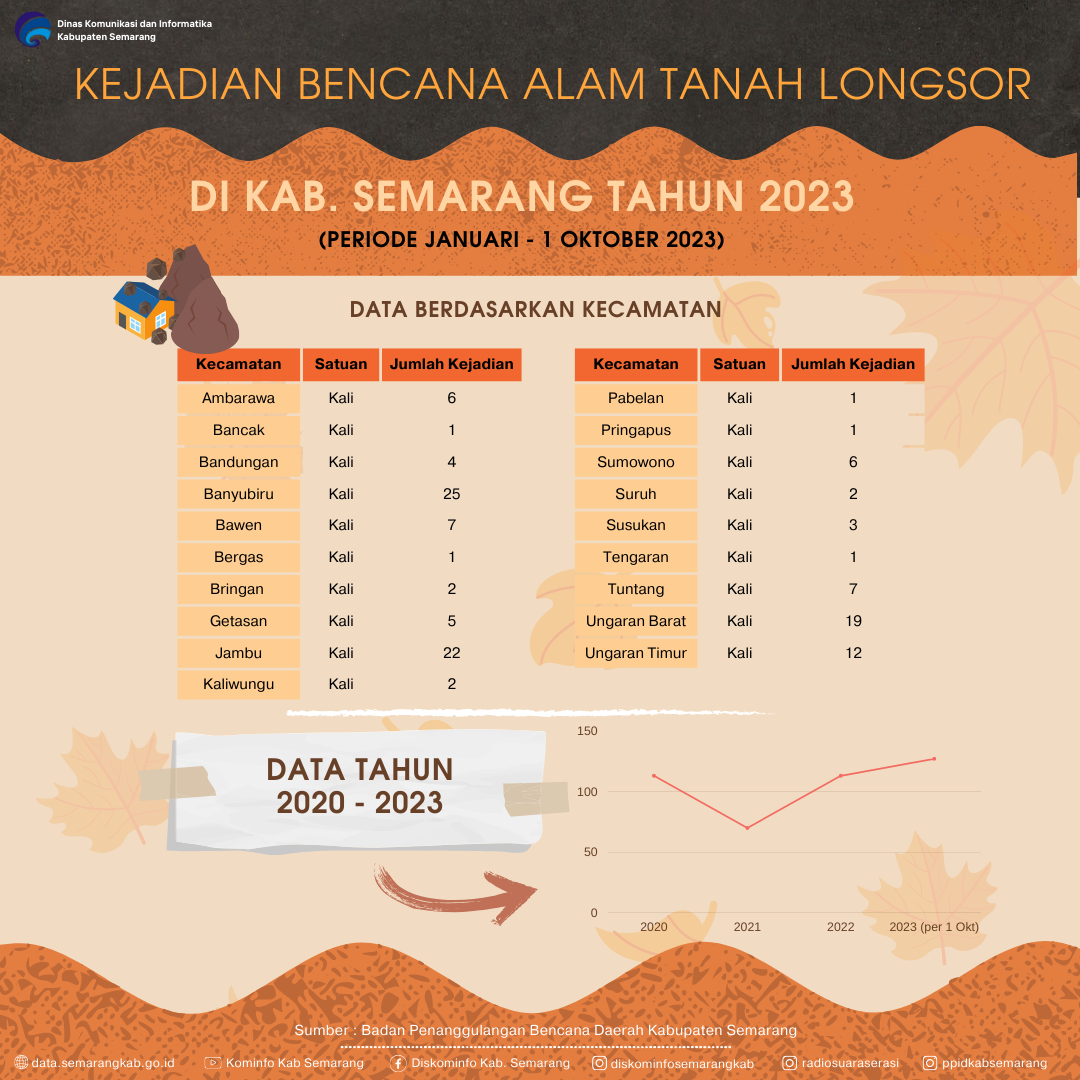 Dinas Komunikasi dan Informatika
Kabupaten Semarang
KEJADIAN BENCANA ALAM TANAH LONGSOR
DI KAB. SEMARANG TAHUN 2023
(PERIODE JANUARI - 1 OKTOBER 2023)
DATA BERDASARKAN KECAMATAN
Kecamatan Satuan Jumlah Kejadian
Ambarawa Kali 6
Bancak Kali 1
Bandungan Kali 4
Banyubiru Kali 25
Bawen Kali 7
Bergas Kali 1
Bringan Kali 2
Getasan Kali 5
Jambu Kali 22
Kaliwungu Kali 2
Kecamatan Satuan Jumlah Kejadian
Pabelan Kali 1
Pringapus Kali 1
Sumowono Kali 6
Suruh Kali 2
Susukan Kali 3
Tengaran Kali 1
Tuntang Kali 7
Ungaran Barat Kali 19
Ungaran Timur Kali 12
DATA TAHUN
2020 - 2023
150
100
50
0
2020 2021 2022 2023 (per 1 Okt)
Sumber : Badan Penanggulangan Bencana Daerah Kabupaten Semarang
data.semarangkab.go.id Kominfo Kab Semarang Diskominfo Kab. Semarang diskominfosemarangkab radiosuaraserasi ppidkabsemarang